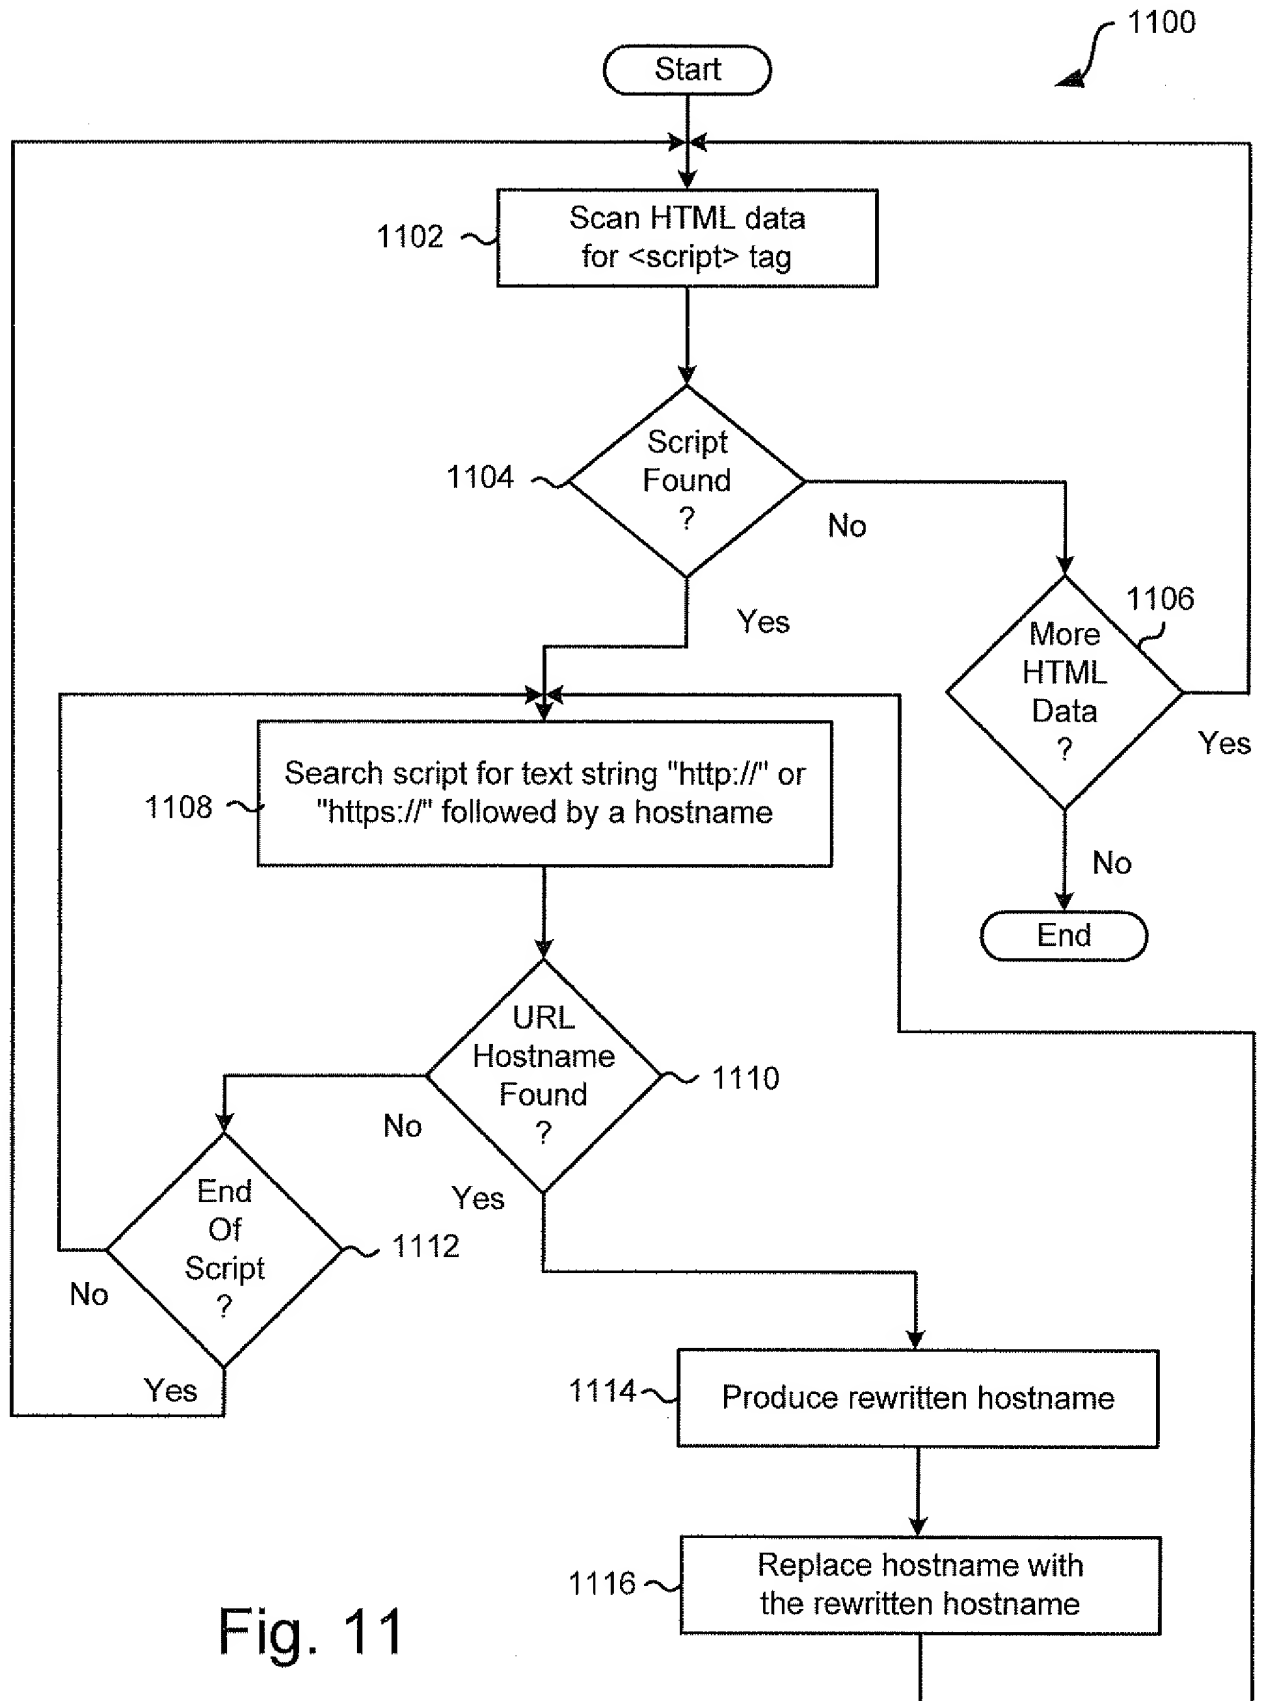 1100
Start
1102
Scan HTML data
for <script> tag
1104
Script
Found
?
No
Yes
1106
More
HTML
Data
?
Yes
No
End
1108
Search script for text string "http://" or
"https://" followed by a hostname
URL
Hostname
Found
?
1110
No
Yes
End
Of
Script
?
1112
No
Yes
1114
Produce rewritten hostname
1116
Replace hostname with
the rewritten hostname
Fig. 11